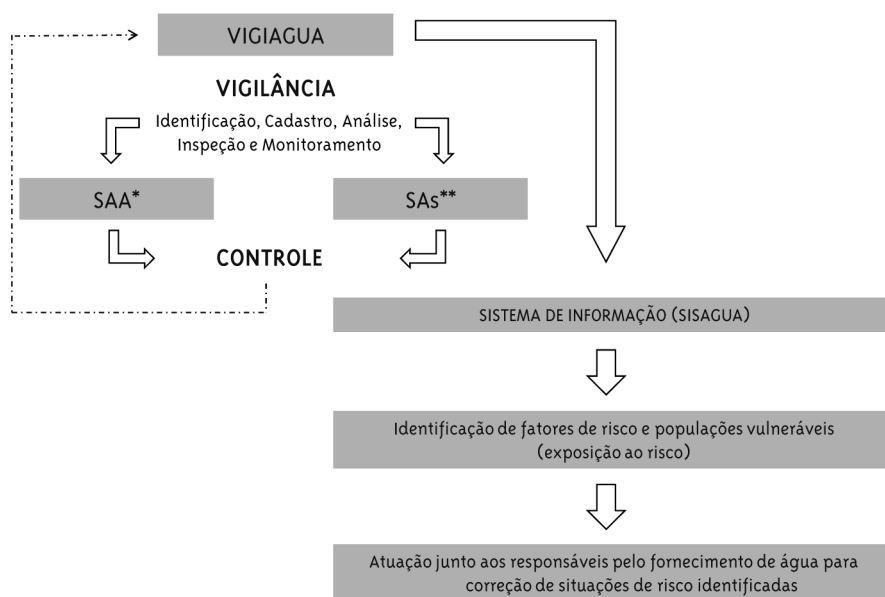 VIGIAGUA
VIGILÂNCIA
Identificação, Cadastro, Análise,
Inspeção e Monitoramento
SAA*
SAs**
CONTROLE
SISTEMA DE INFORMAÇÃO (SISAGUA)
Identificação de fatores de risco e populações vulneráveis
(exposição ao risco)
Atuação junto aos responsáveis pelo fornecimento de água para
correção de situações de risco identificadas